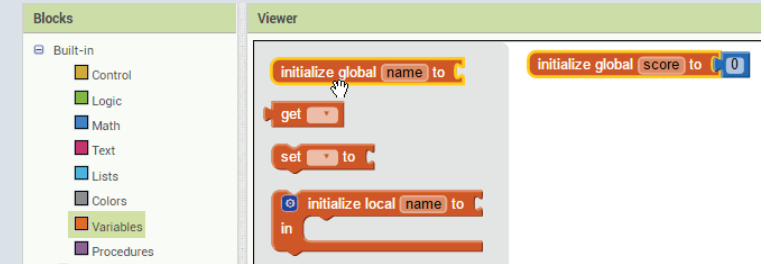 Blocks
Viewer
Built-in
Control
Logic
Math
Text
Lists
Colors
Variables
Procedures
initialize global name to
get
set to
initialize local name to
in
initialize global score to 0